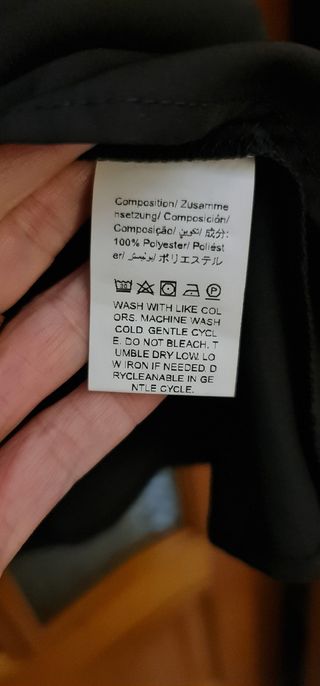 Composition/ Zusamme
nsetzung/ Composición/
Composição/ تكوين/ 成分:
100% Polyester/ Poliést
er/ بوليستر/ ポリエステル
WASH WITH LIKE COL
ORS. MACHINE WASH
COLD GENTLE CYCL
E. DO NOT BLEACH. T
UMBLE DRY LOW. LO
W IRON IF NEEDED. D
RYCLEANABLE IN GE
NTLE CYCLE.